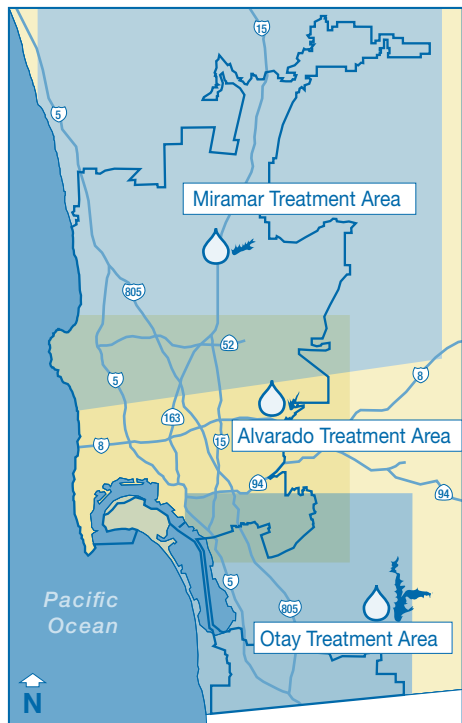 15
5
Miramar Treatment Area
805
52
5
8
163
15
8
Alvarado Treatment Area
94
94
5
Pacific
Ocean
805
Otay Treatment Area
N